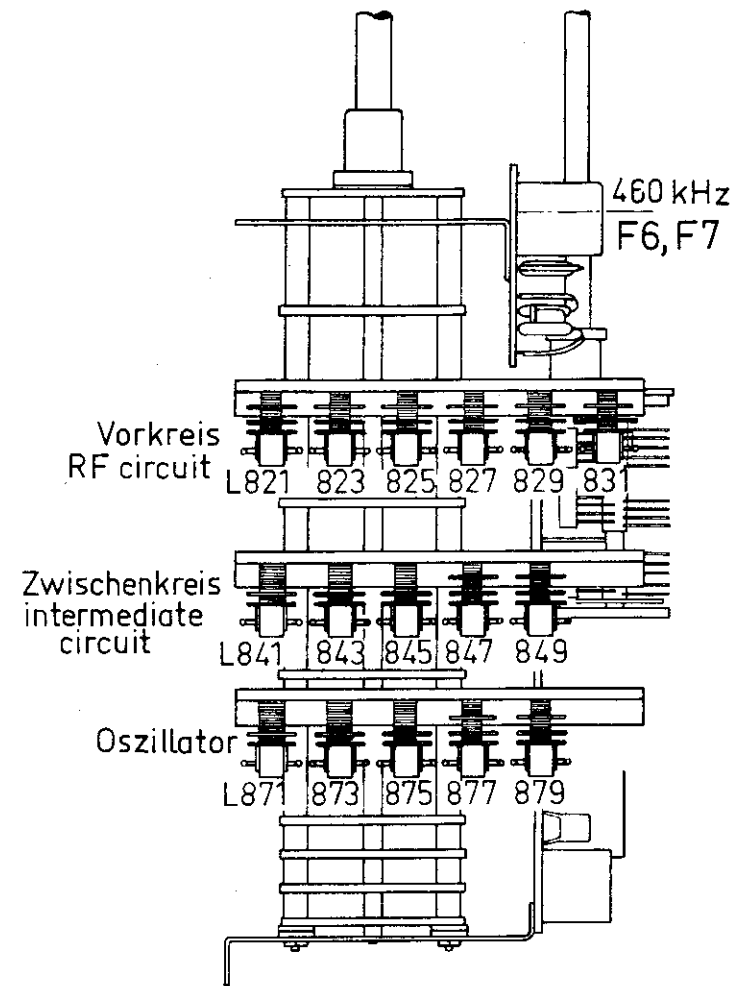 460 kHz
F6, F7
Vorkreis
RF circuit
L821 823 825 827 829 831
Zwischenkreis
intermediate
circuit
L841 843 845 847 849
Oszillator
L871 873 875 877 879